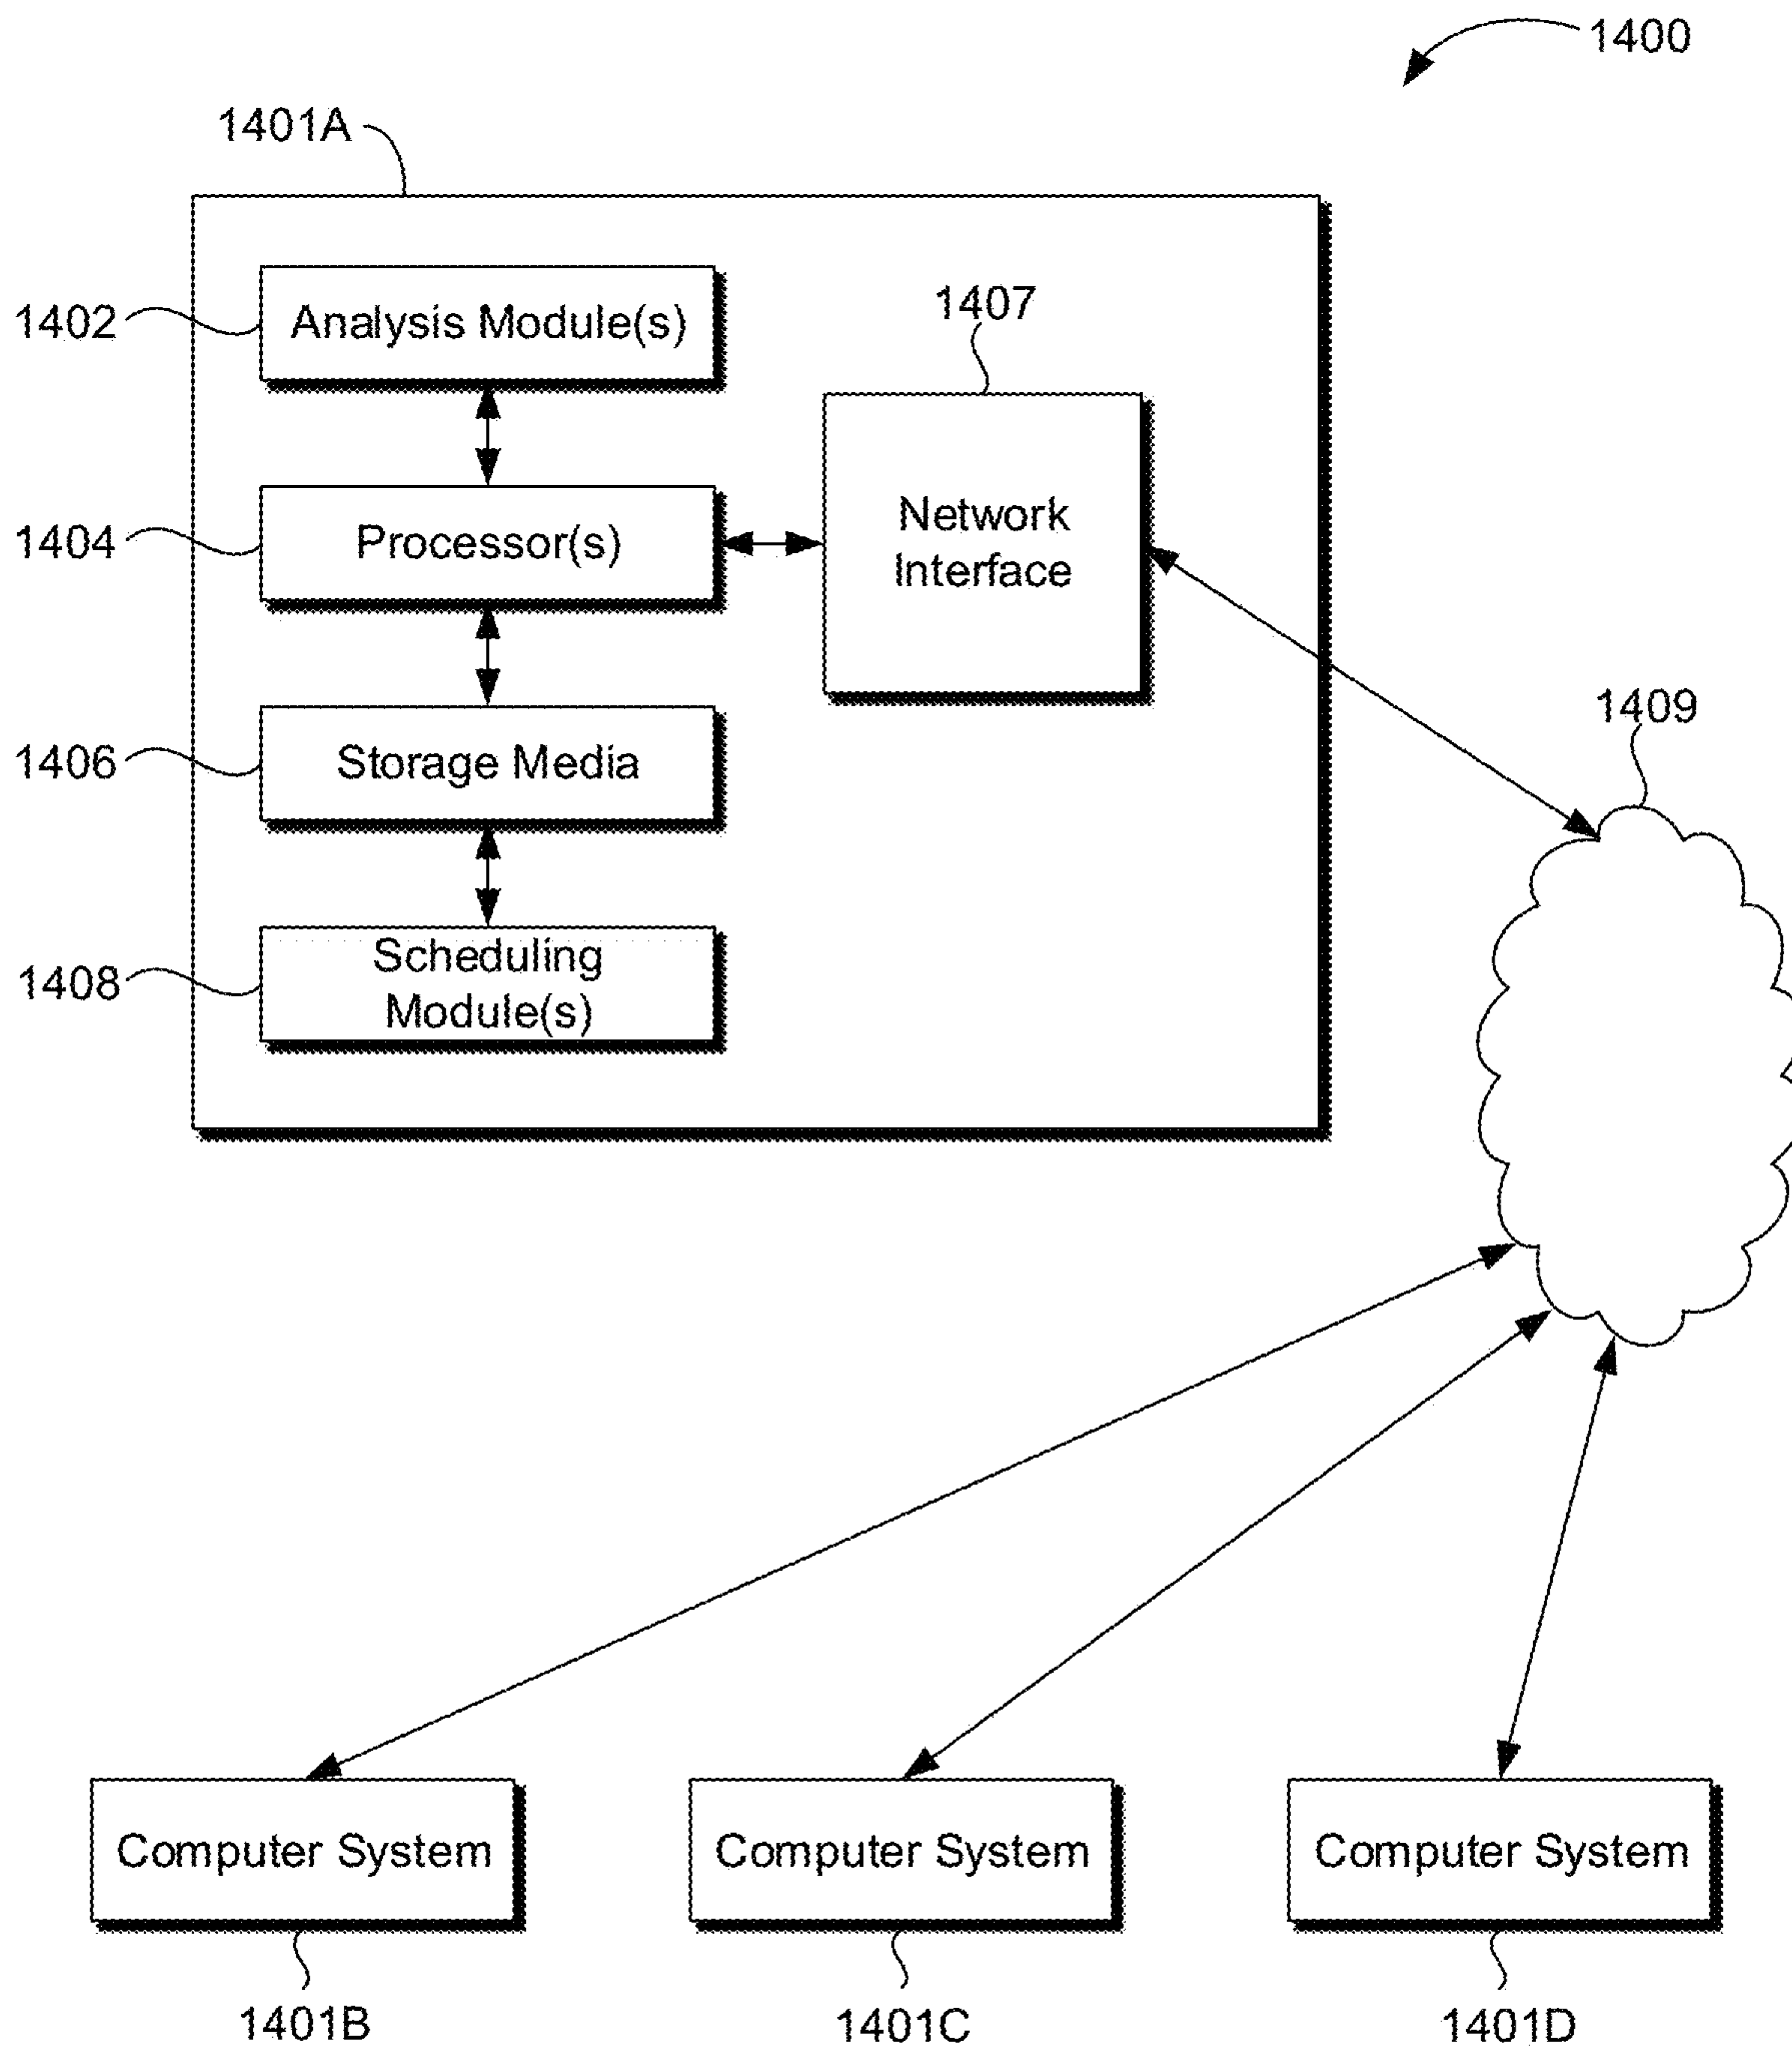 1400
1401A
1402
Analysis Module(s)
1407
1404
Processor(s)
Network
Interface
1406
Storage Media
1409
1408
Scheduling
Module(s)
Computer System
Computer System
Computer System
1401B
1401C
1401D